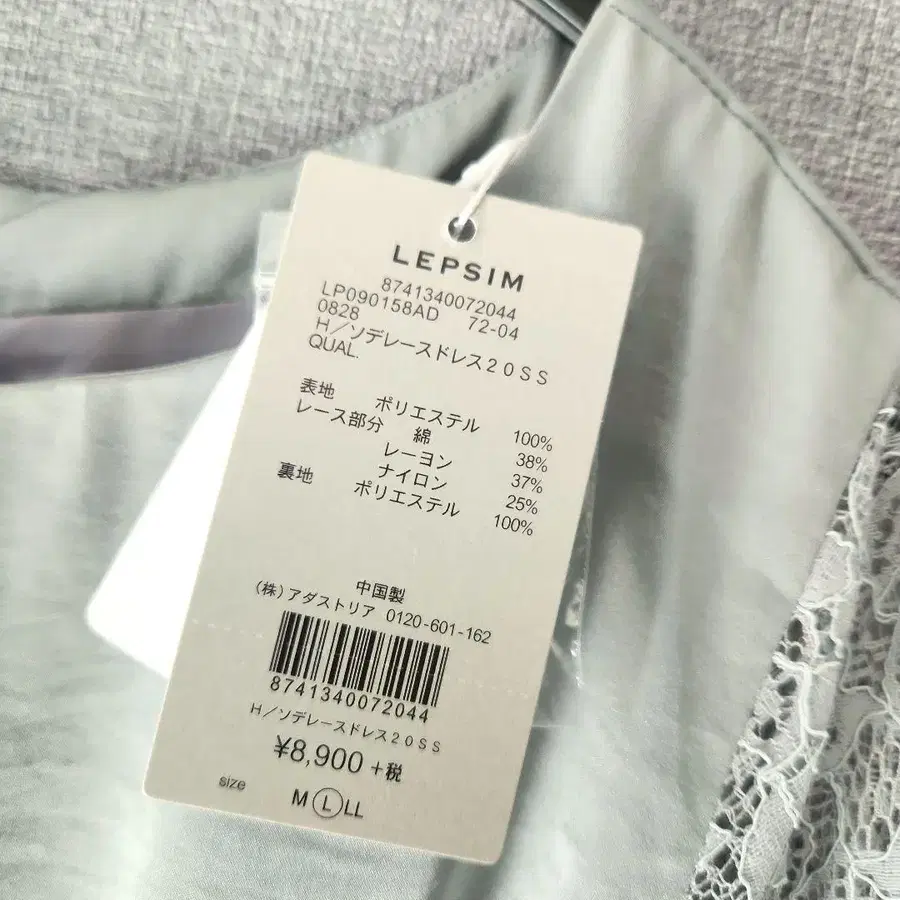 LEPSIM
8741340072044
LP090158AD 72-04
0828
H／ソデレースドレス２０ＳＳ
QUAL.
表地 ポリエステル 100%
レース部分 綿 38%
レーヨン 37%
ナイロン 25%
裏地 ポリエステル 100%
中国製
(株)アダストリア 0120-601-162
8741340072044
H／ソデレースドレス２０ＳＳ
¥8,900 +税
size M L LL